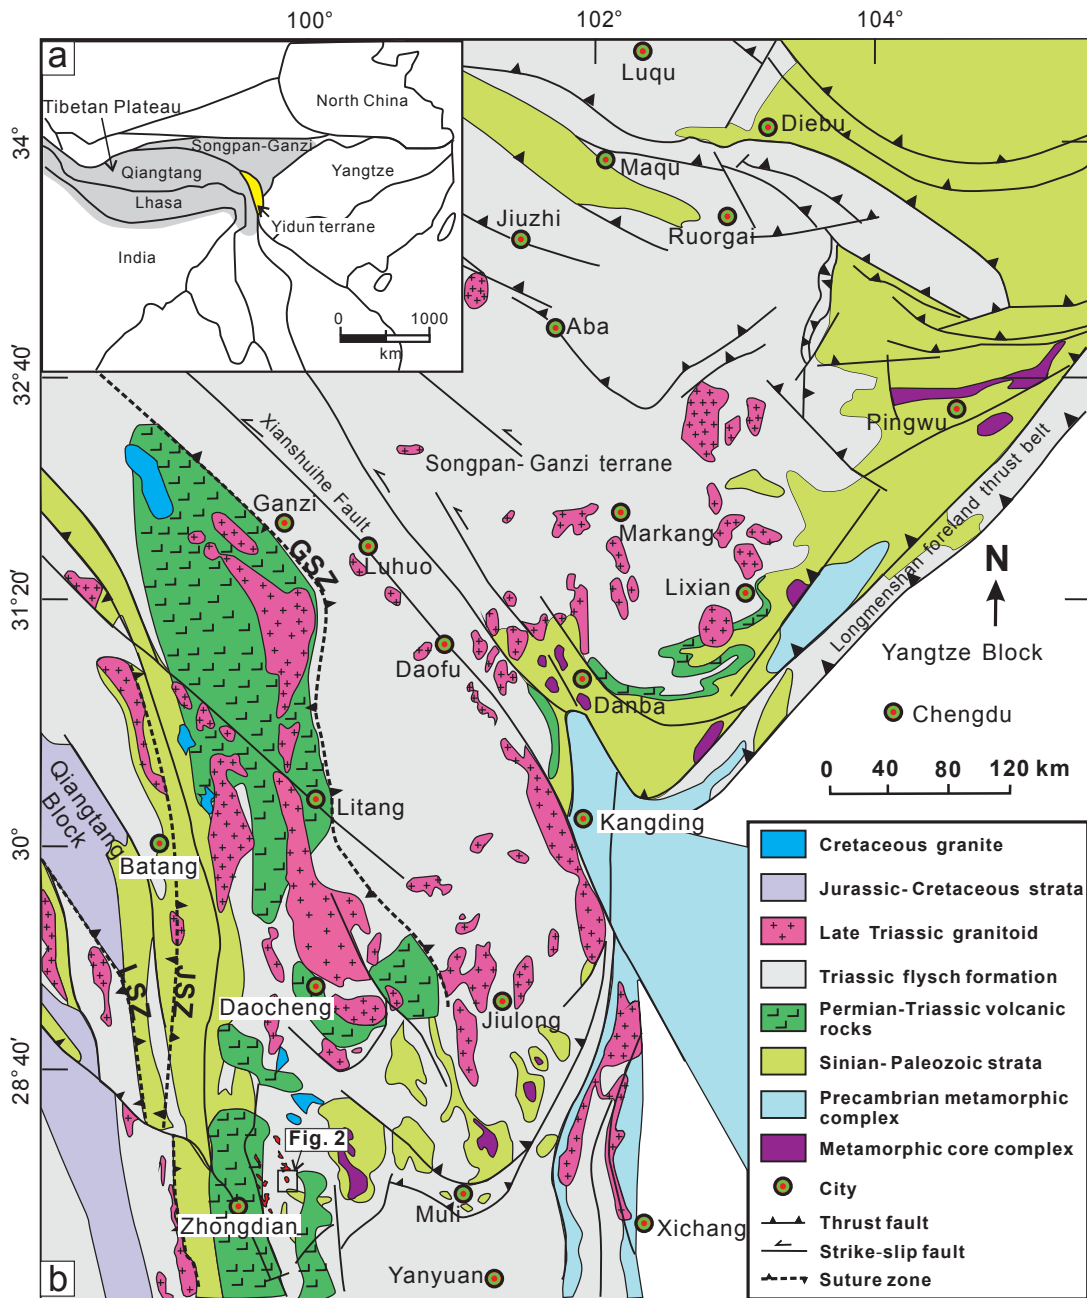 100°
102°
104°
34°
32° 40'
31°20'
30°
28° 40'
a
Tibetan Plateau
North China
Songpan-Ganzi
Qiangtang
Yangtze
Lhasa
Yidun terrane
India
0 1000
km
Luqu
Diebu
Maqu
Ruorgai
Jiuzhi
Aba
Pingwu
Xianshuihe Fault
Songpan- Ganzi terrane
Ganzi
GSZ
Luhuo
Markang
Lixian
Longmenshan foreland thrust belt
N
Yangtze Block
Chengdu
0 40 80 120 km
Daofu
Danba
Qiangtang
Block
Litang
Kangding
Batang
LSZ
JSZ
Daocheng
Jiulong
Fig. 2
Zhongdian
Muli
Xichang
Yanyuan
b
Cretaceous granite
Jurassic-Cretaceous strata
Late Triassic granitoid
Triassic flysch formation
Permian-Triassic volcanic
rocks
Sinian-Paleozoic strata
Precambrian metamorphic
complex
Metamorphic core complex
City
Thrust fault
Strike-slip fault
Suture zone